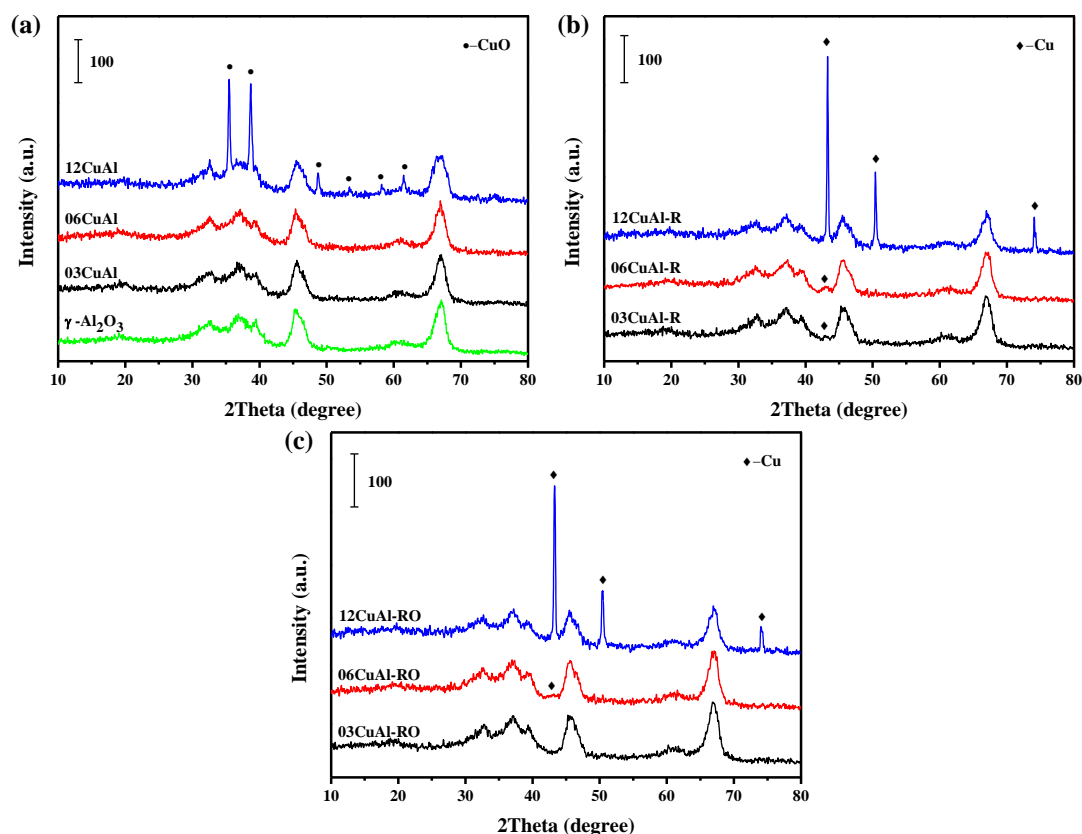 (a)
100
●–CuO
12CuAl
06CuAl
03CuAl
γ-Al₂O₃
Intensity (a.u.)
10 20 30 40 50 60 70 80
2Theta (degree)
(b)
100
♦–Cu
12CuAl-R
06CuAl-R
03CuAl-R
Intensity (a.u.)
10 20 30 40 50 60 70 80
2Theta (degree)
(c)
100
♦–Cu
12CuAl-RO
06CuAl-RO
03CuAl-RO
Intensity (a.u.)
10 20 30 40 50 60 70 80
2Theta (degree)